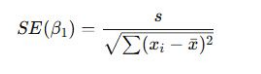 SE(β₁) = s / √∑(xᵢ − x̄)²